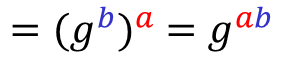 = (g^b)^a = g^{ab}